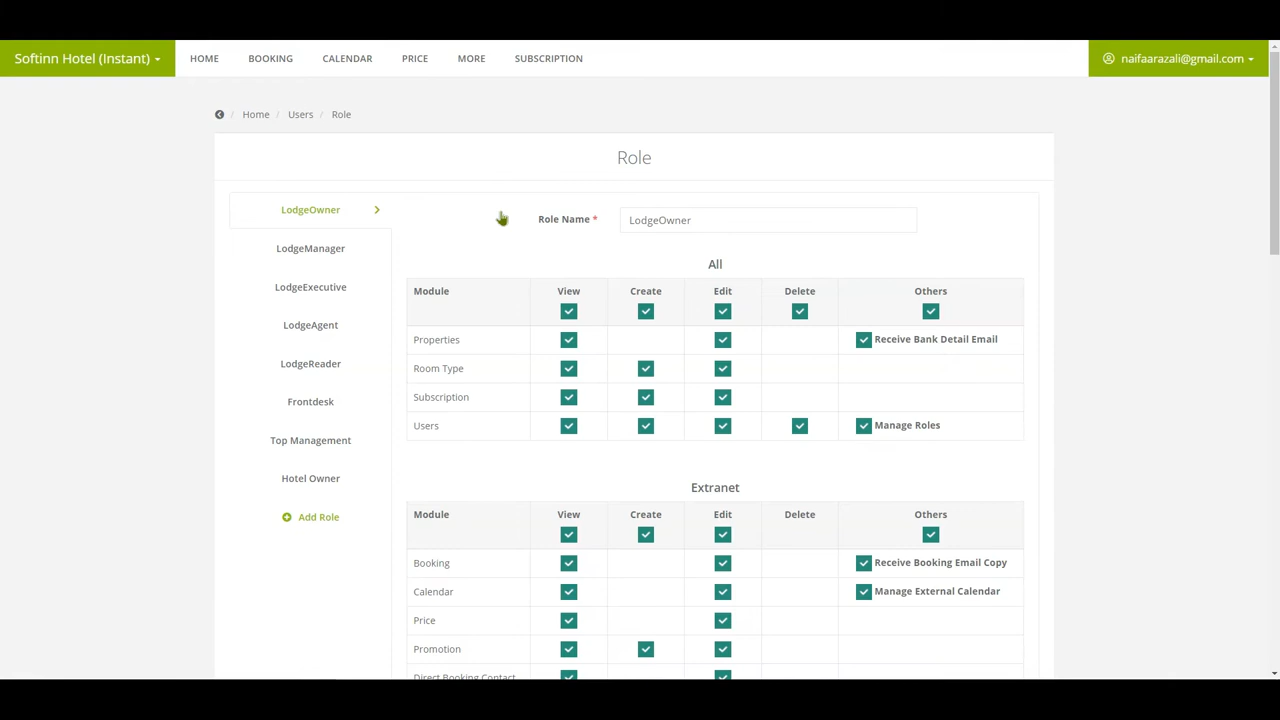 Softinn Hotel (Instant) HOME BOOKING CALENDAR PRICE MORE SUBSCRIPTION naifaarazali@gmail.com
/ Home / Users / Role
Role
LodgeOwner
LodgeManager
LodgeExecutive
LodgeAgent
LodgeReader
Frontdesk
Top Management
Hotel Owner
Add Role
Role Name * LodgeOwner
All
Module View Create Edit Delete Others
Properties Receive Bank Detail Email
Room Type
Subscription
Users Manage Roles
Extranet
Module View Create Edit Delete Others
Booking Receive Booking Email Copy
Calendar Manage External Calendar
Price
Promotion
Direct Booking Contact